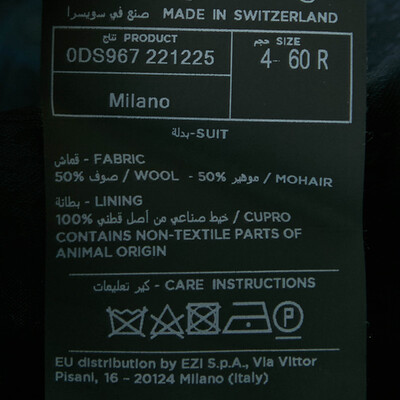 صنع في سويسرا MADE IN SWITZERLAND
نتاج PRODUCT
حجم SIZE
0DS967 221225
4- 60 R
Milano
بدلة-SUIT
قماش - FABRIC
50% صوف / WOOL - 50% موهير / MOHAIR
بطانة - LINING
100% خيط صناعي من أصل قطني / CUPRO
CONTAINS NON-TEXTILE PARTS OF
ANIMAL ORIGIN
كير تعليمات - CARE INSTRUCTIONS
P
EU distribution by EZI S.p.A., Via Vittor
Pisani, 16 – 20124 Milano (Italy)